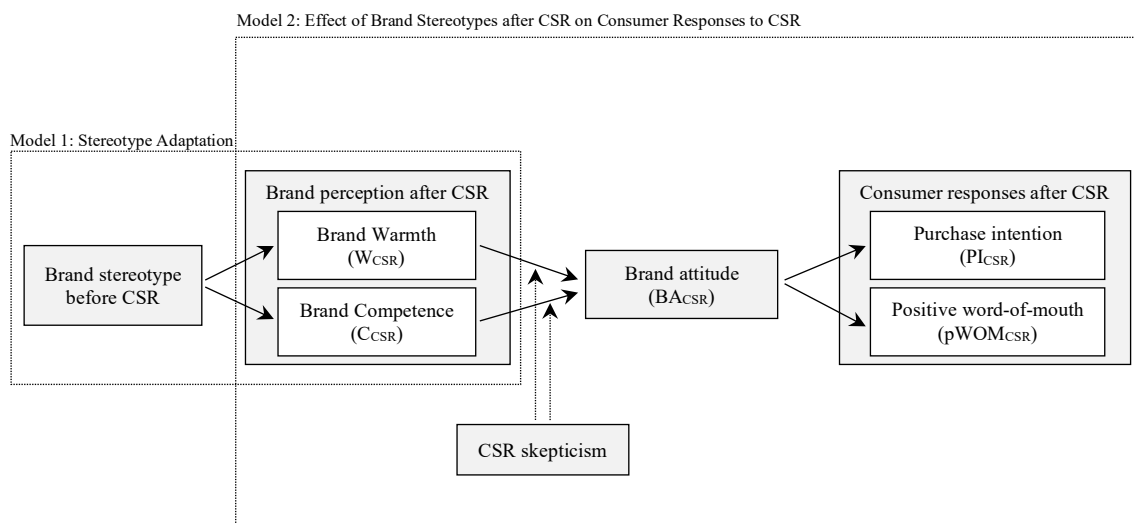 Model 2: Effect of Brand Stereotypes after CSR on Consumer Responses to CSR
Model 1: Stereotype Adaptation
Brand stereotype
before CSR
Brand perception after CSR
Brand Warmth
(WCSR)
Brand Competence
(CCSR)
Brand attitude
(BACSR)
Consumer responses after CSR
Purchase intention
(PICSR)
Positive word-of-mouth
(pWOMCSR)
CSR skepticism